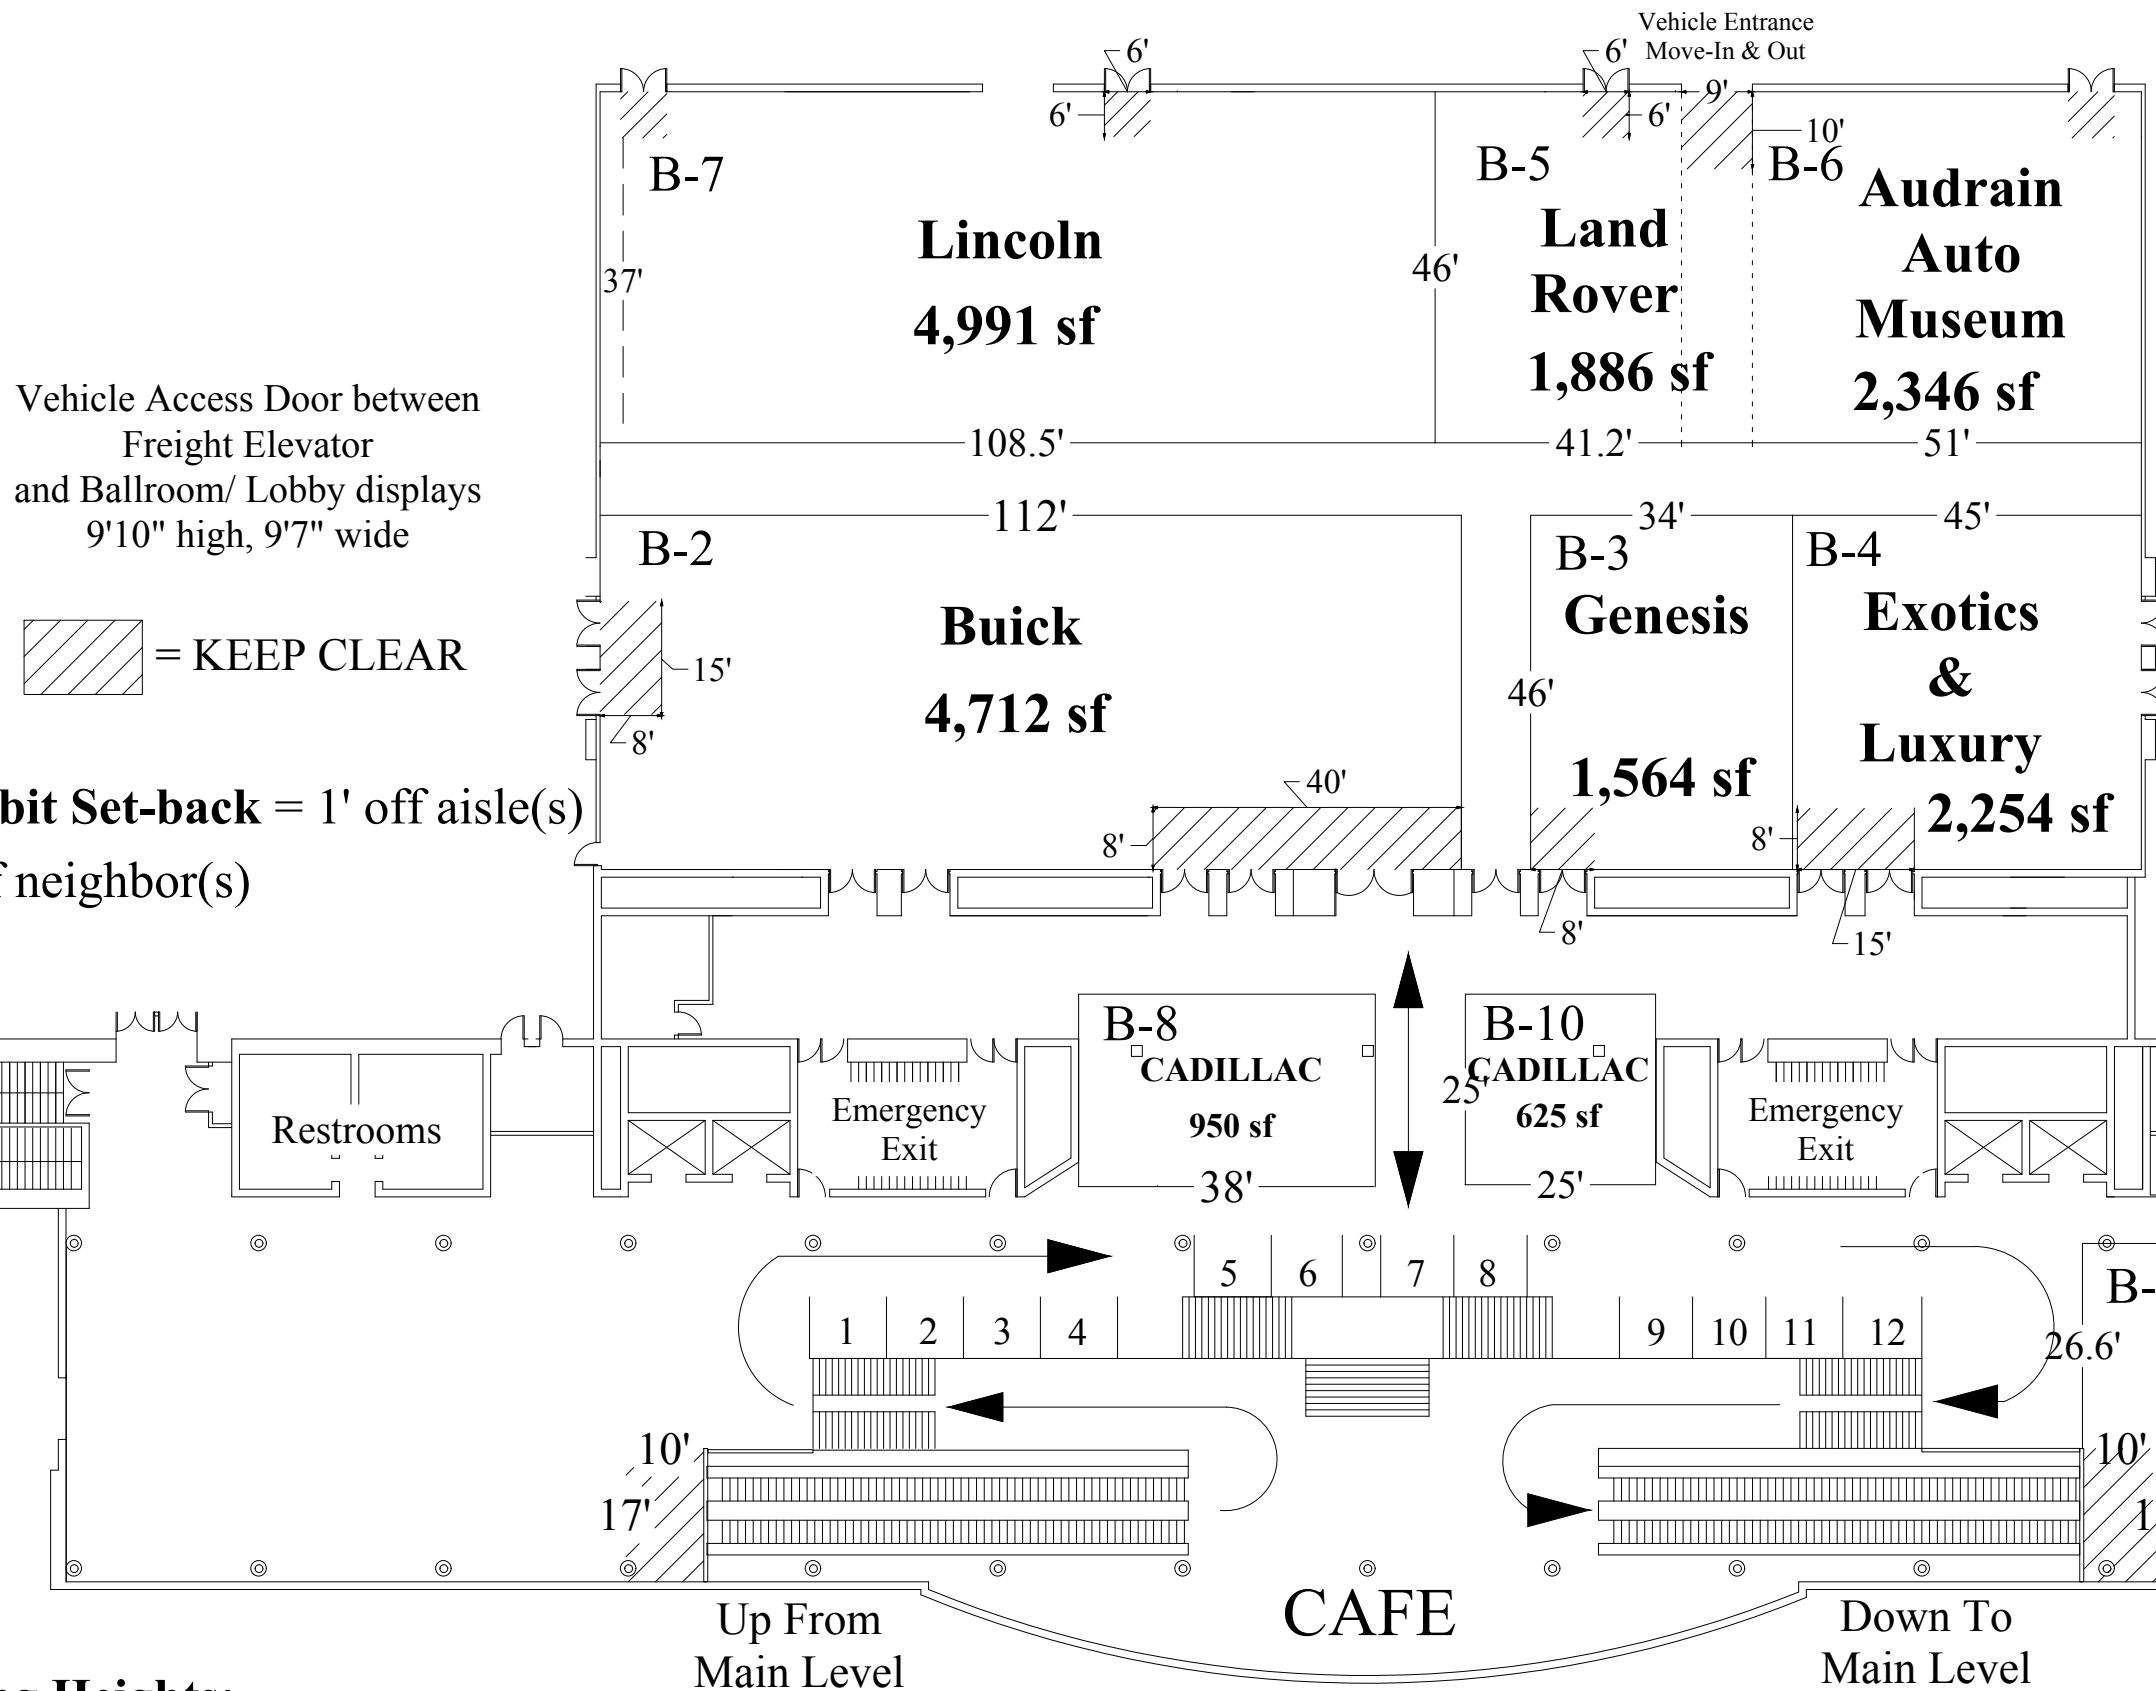 Vehicle Entrance
Move-In & Out
6'
6'
9'
6'
6'
10'
B-7
B-5
B-6
Lincoln
4,991 sf
Land
Rover
1,886 sf
Audrain
Auto
Museum
2,346 sf
37'
46'
108.5'
41.2'
51'
Vehicle Access Door between
Freight Elevator
and Ballroom/ Lobby displays
9'10" high, 9'7" wide
= KEEP CLEAR
bit Set-back = 1' off aisle(s)
f neighbor(s)
112'
34'
45'
B-2
B-3
B-4
Buick
4,712 sf
Genesis
1,564 sf
Exotics
&
Luxury
2,254 sf
15'
8'
46'
40'
8'
8'
8'
15'
B-8
CADILLAC
950 sf
38'
B-10
CADILLAC
625 sf
25'
25'
Restrooms
Emergency
Exit
Emergency
Exit
5 6 7 8
1 2 3 4
9 10 11 12
B-
26.6'
10'
17'
10'
1
CAFE
Up From
Main Level
Down To
Main Level
ng Heights: